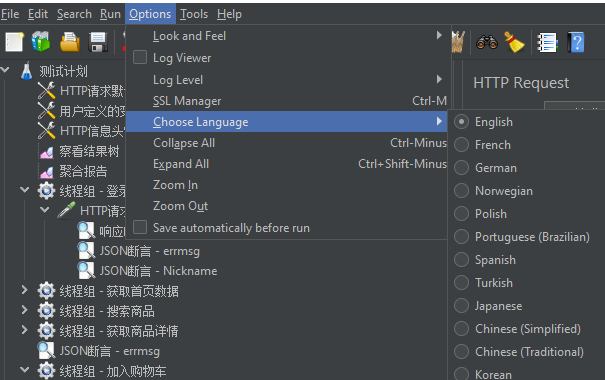 File Edit Search Run Options Tools Help
Look and Feel
Log Viewer
Log Level
SSL Manager Ctrl-M
Choose Language
Collapse All Ctrl-Minus
Expand All Ctrl+Shift-Minus
Zoom In
Zoom Out
Save automatically before run
测试计划
HTTP请求默
用户定义的
HTTP信息头
察看结果树
聚合报告
线程组 - 登录
HTTP请求
响应
JSON断言 - errmsg
JSON断言 - Nickname
线程组 - 获取首页数据
线程组 - 搜索商品
线程组 - 获取商品详情
JSON断言 - errmsg
线程组 - 加入购物车
HTTP Request
English
French
German
Norwegian
Polish
Portuguese (Brazilian)
Spanish
Turkish
Japanese
Chinese (Simplified)
Chinese (Traditional)
Korean